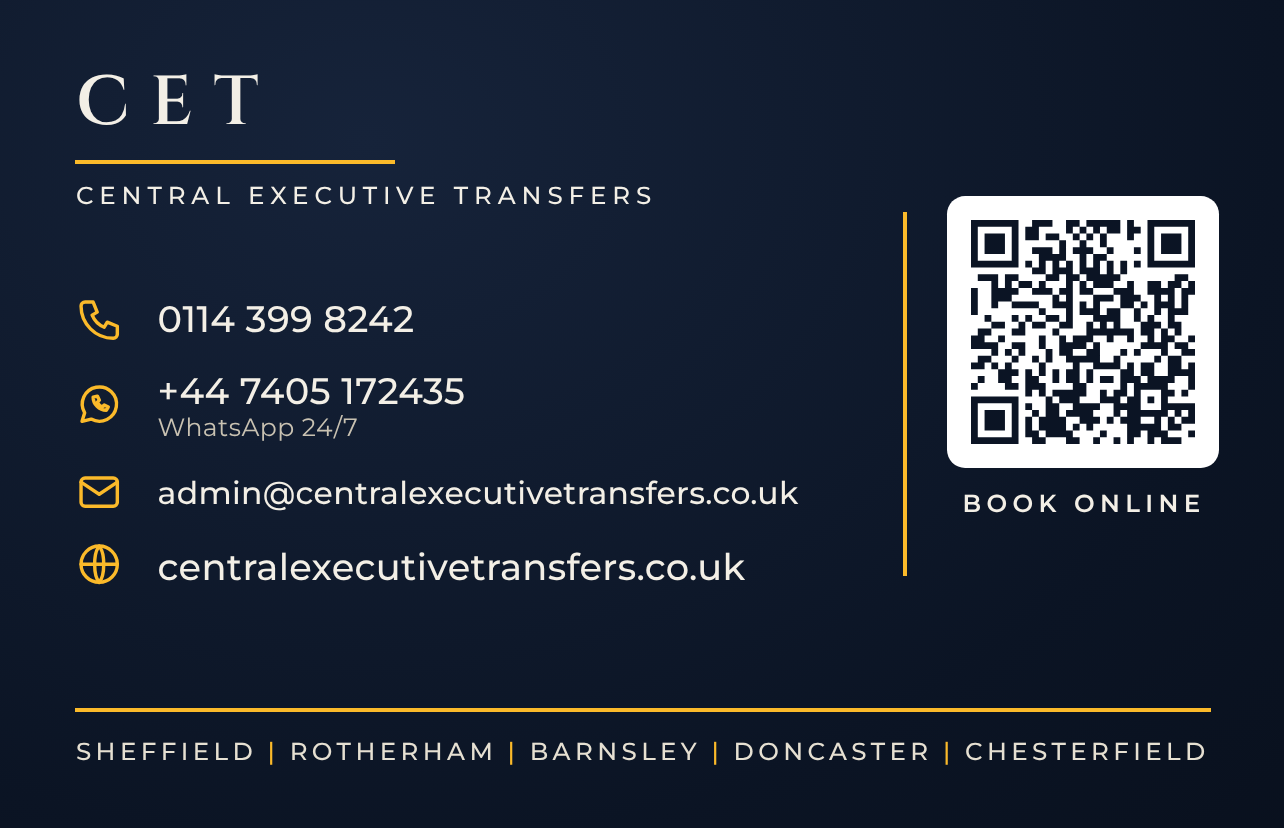 CET
CENTRAL EXECUTIVE TRANSFERS
0114 399 8242
+44 7405 172435
WhatsApp 24/7
admin@centralexecutivetransfers.co.uk
centralexecutivetransfers.co.uk
BOOK ONLINE
SHEFFIELD | ROTHERHAM | BARNSLEY | DONCASTER | CHESTERFIELD